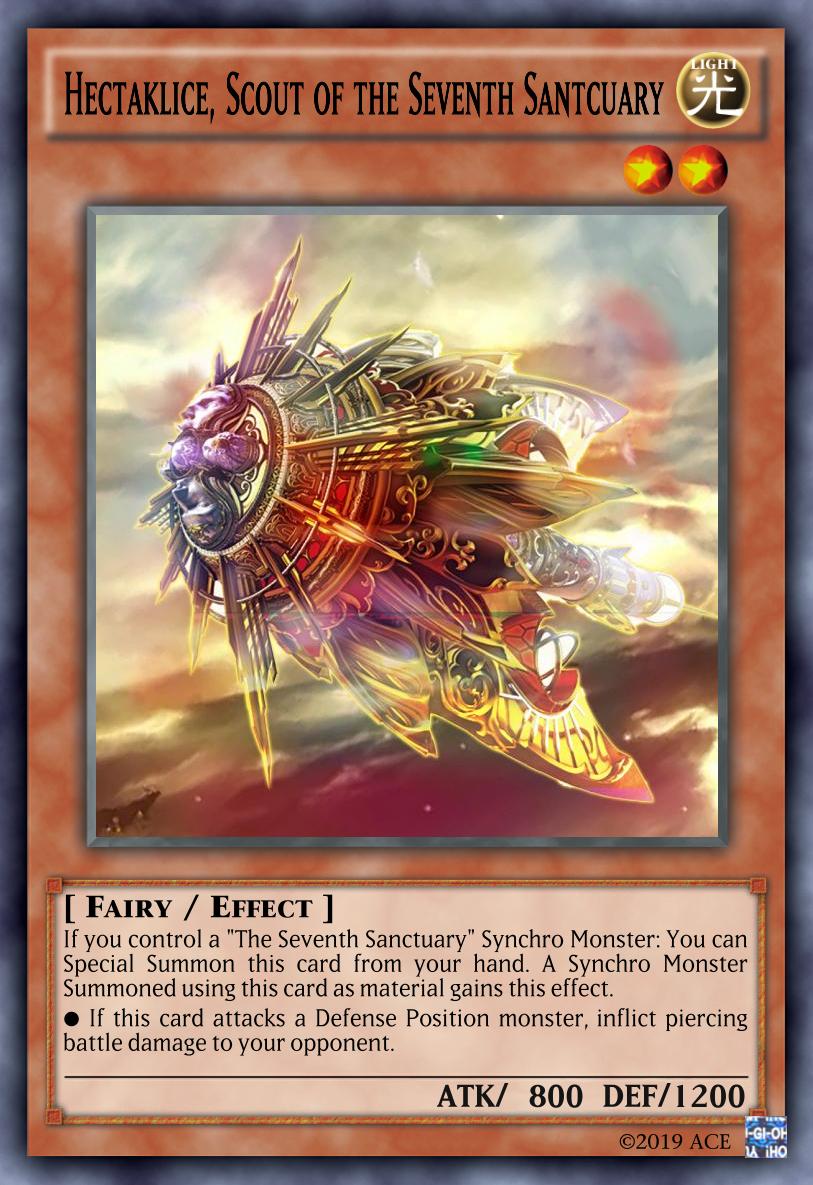 HECTAKLICE, SCOUT OF THE SEVENTH SANTCUARY
LIGHT
光
[ FAIRY / EFFECT ]
If you control a "The Seventh Sanctuary" Synchro Monster: You can
Special Summon this card from your hand. A Synchro Monster
Summoned using this card as material gains this effect.
● If this card attacks a Defense Position monster, inflict piercing
battle damage to your opponent.
ATK/ 800 DEF/1200
©2019 ACE
I-GI-OH